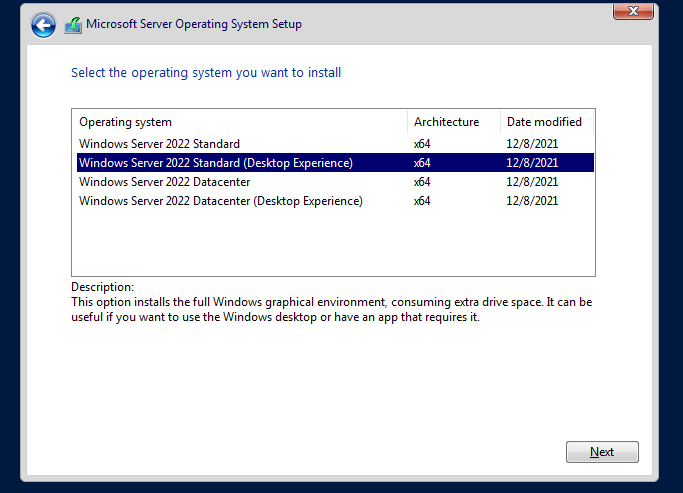 Microsoft Server Operating System Setup
Select the operating system you want to install
Operating system Architecture Date modified
Windows Server 2022 Standard x64 12/8/2021
Windows Server 2022 Standard (Desktop Experience) x64 12/8/2021
Windows Server 2022 Datacenter x64 12/8/2021
Windows Server 2022 Datacenter (Desktop Experience) x64 12/8/2021
Description:
This option installs the full Windows graphical environment, consuming extra drive space. It can be
useful if you want to use the Windows desktop or have an app that requires it.
Next